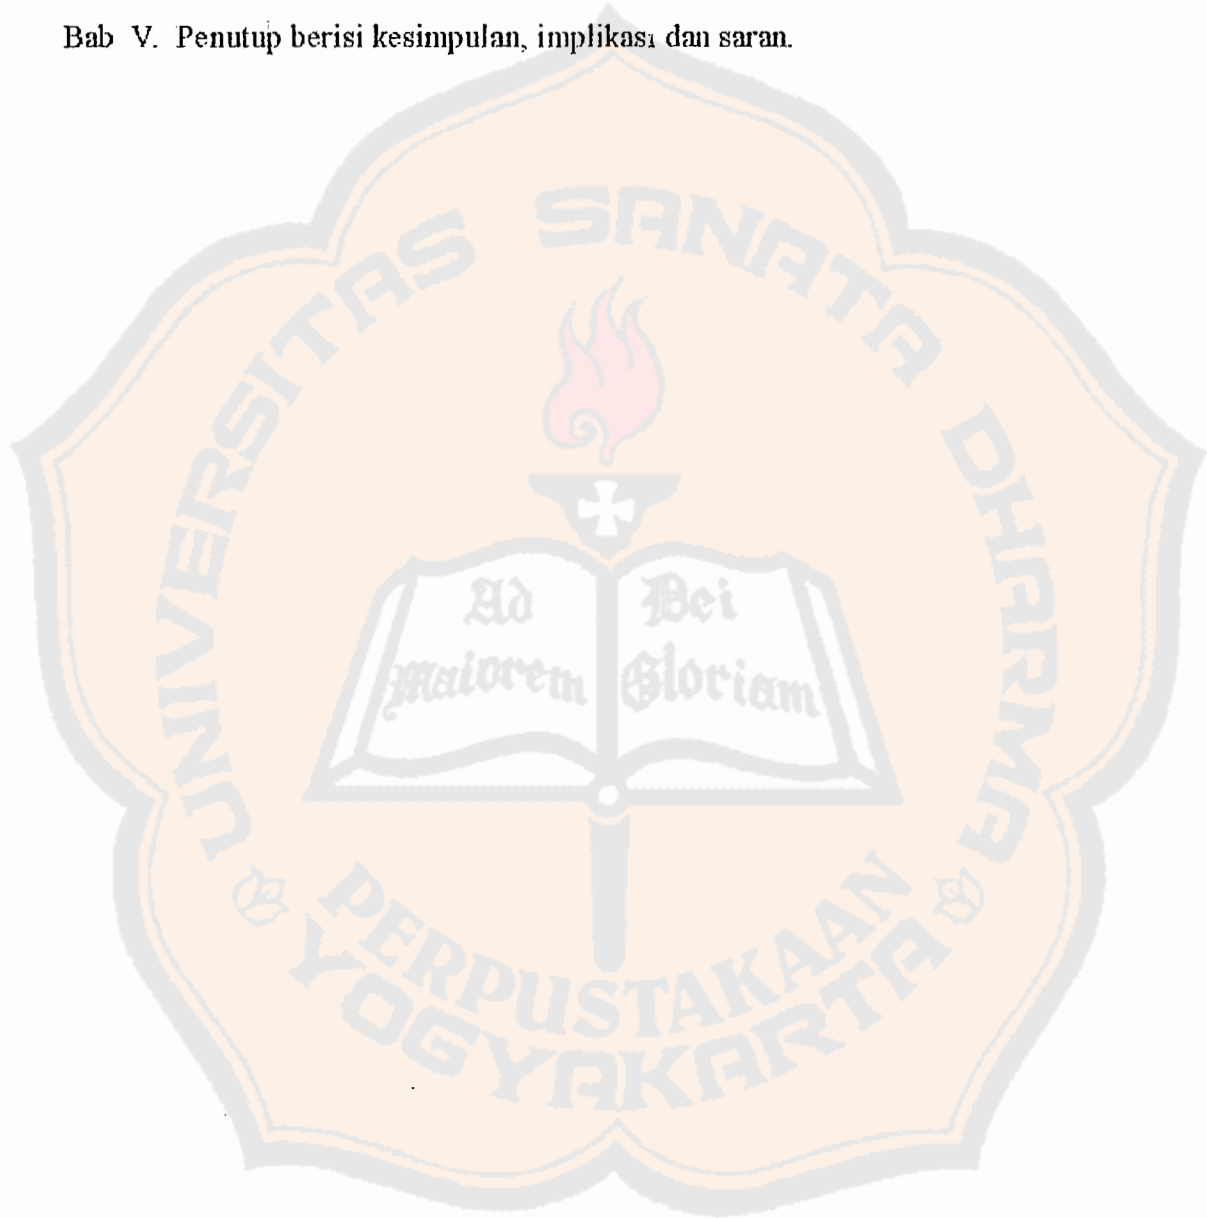 Bab V. Penutup berisi kesimpulan, implikasi dan saran.
UNIVERSITAS SANATA DHARMA
Ad
Maiorem
Dei
Gloriam
PERPUSTAKAAN
YOGYAKARTA